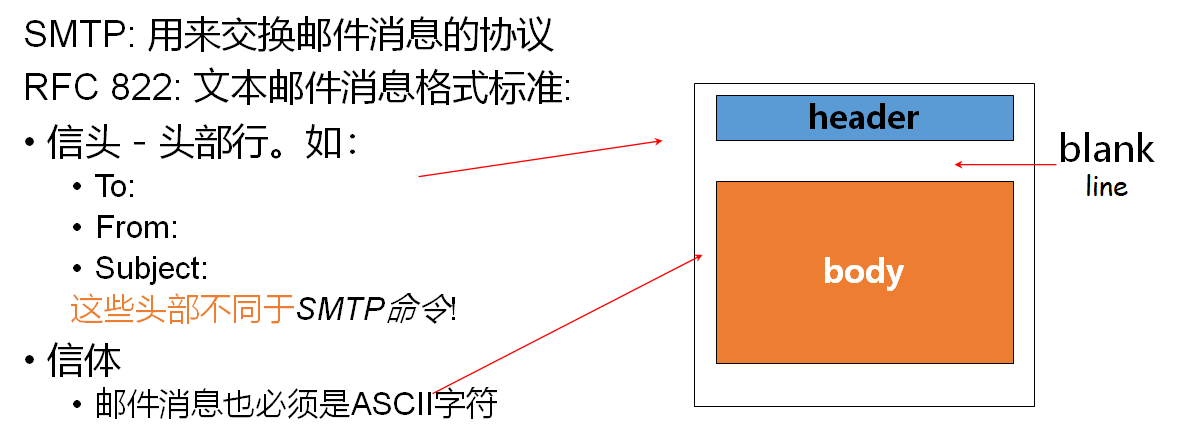 SMTP: 用来交换邮件消息的协议
RFC 822: 文本邮件消息格式标准:
• 信头 - 头部行。如：
• To:
• From:
• Subject:
这些头部不同于SMTP命令!
• 信体
• 邮件消息也必须是ASCII字符
header
blank
line
body